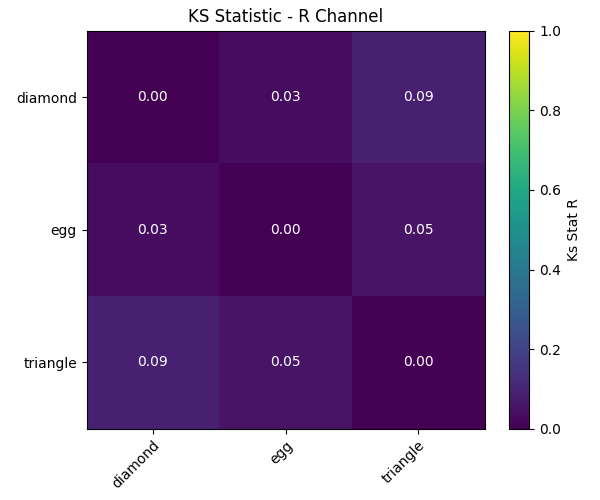 KS Statistic - R Channel
diamond 0.00 0.03 0.09
egg 0.03 0.00 0.05
triangle 0.09 0.05 0.00
diamond egg triangle
1.0
0.8
0.6
0.4
0.2
0.0
Ks Stat R